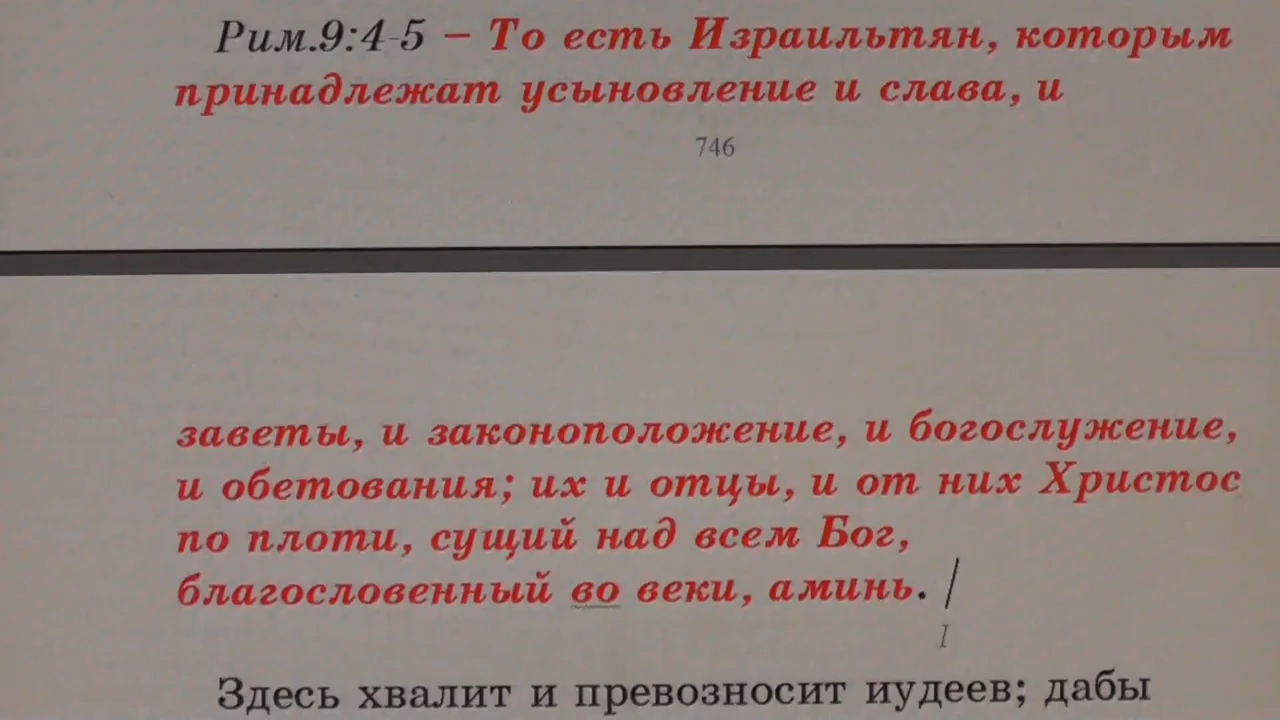 Рим.9:4-5 – То есть Израильтян, которым
принадлежат усыновление и слава, и
746
заветы, и законоположение, и богослужение,
и обетования; их и отцы, и от них Христос
по плоти, сущий над всем Бог,
благословенный во веки, аминь.
Здесь хвалит и превозносит иудеев; дабы